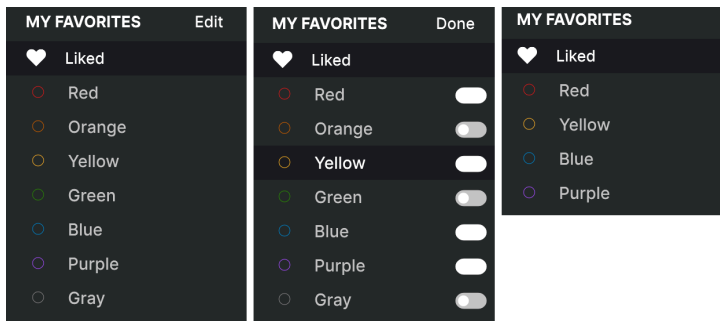 MY FAVORITES Edit
Liked
Red
Orange
Yellow
Green
Blue
Purple
Gray
MY FAVORITES Done
Liked
Red
Orange
Yellow
Green
Blue
Purple
Gray
MY FAVORITES
Liked
Red
Yellow
Blue
Purple